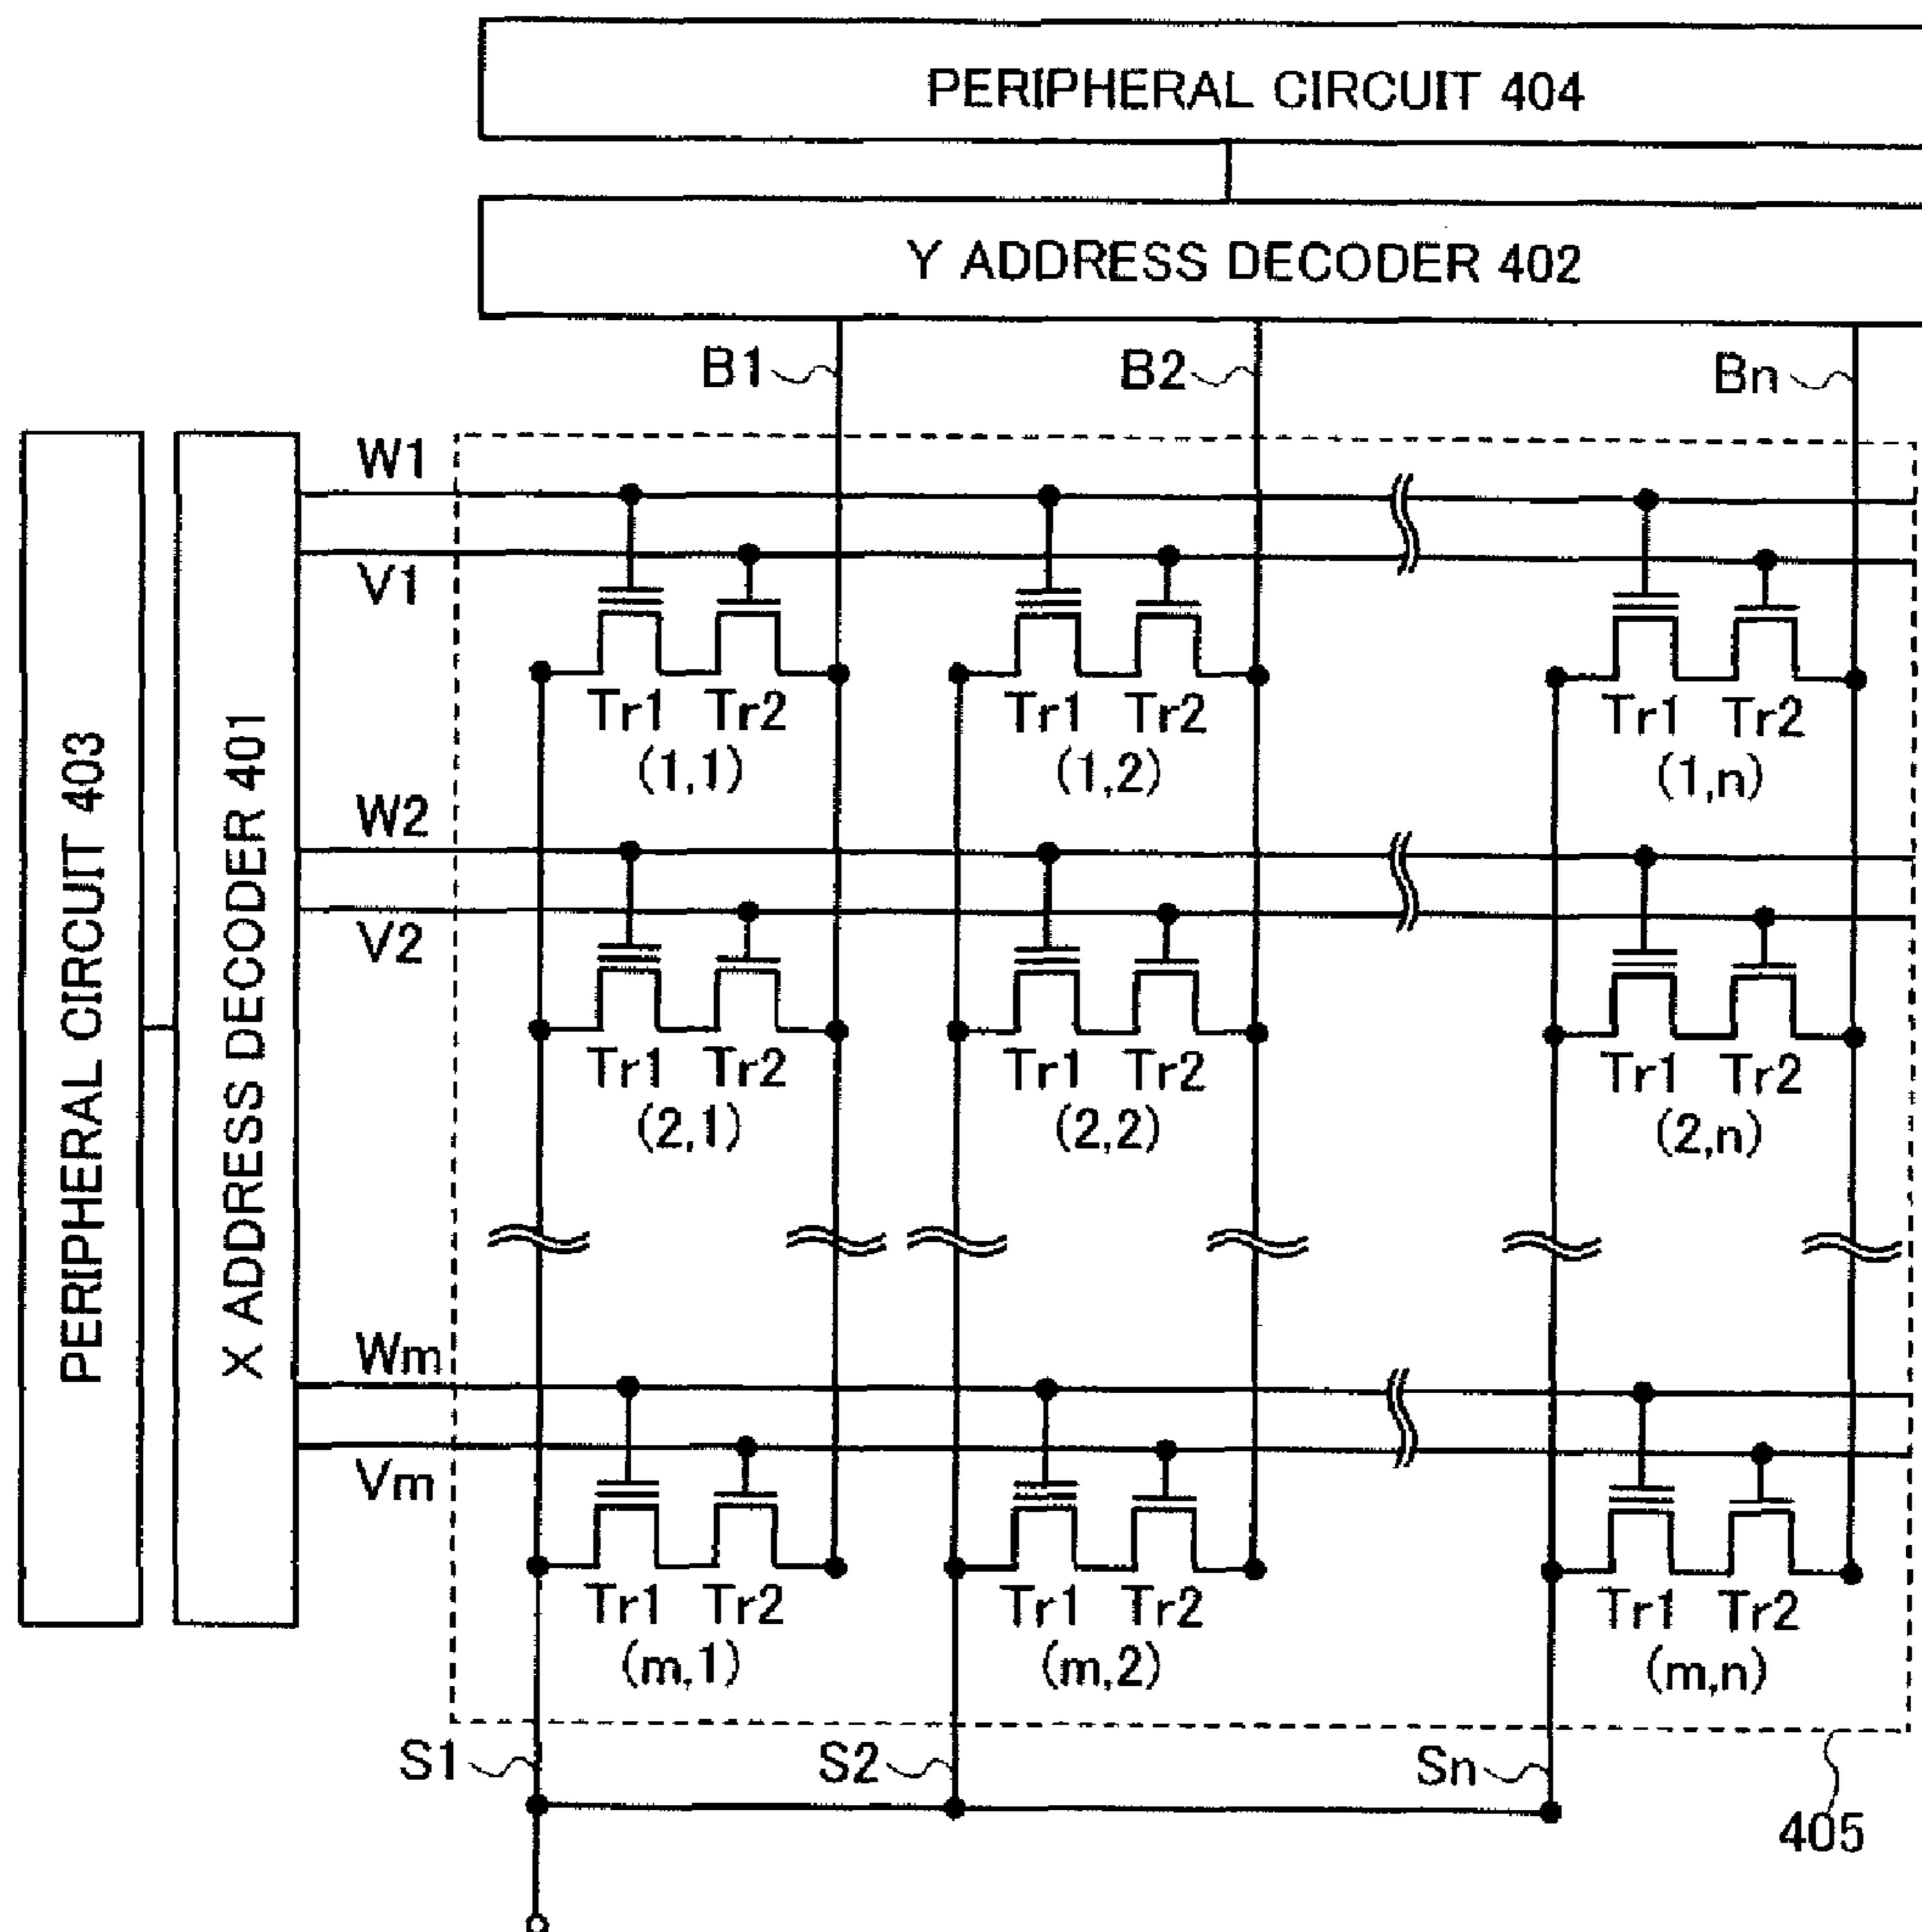 PERIPHERAL CIRCUIT 404
Y ADDRESS DECODER 402
B1 B2 Bn
PERIPHERAL CIRCUIT 403
X ADDRESS DECODER 401
W1
V1
Tr1 Tr2 Tr1 Tr2 Tr1 Tr2
(1,1) (1,2) (1,n)
W2
V2
Tr1 Tr2 Tr1 Tr2 Tr1 Tr2
(2,1) (2,2) (2,n)
Wm
Vm
Tr1 Tr2 Tr1 Tr2 Tr1 Tr2
(m,1) (m,2) (m,n)
S1 S2 Sn
405